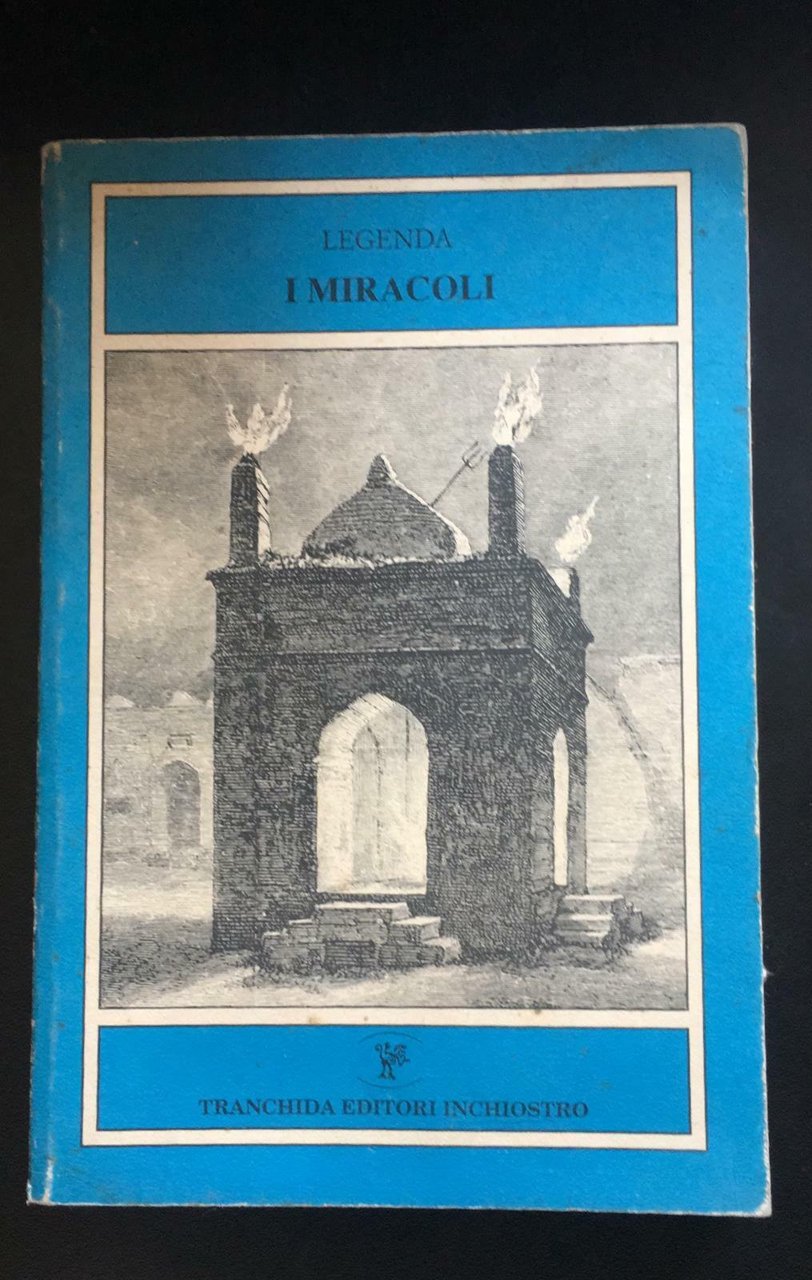 LEGENDA
I MIRACOLI
TRANCHIDA EDITORI INCHIOSTRO